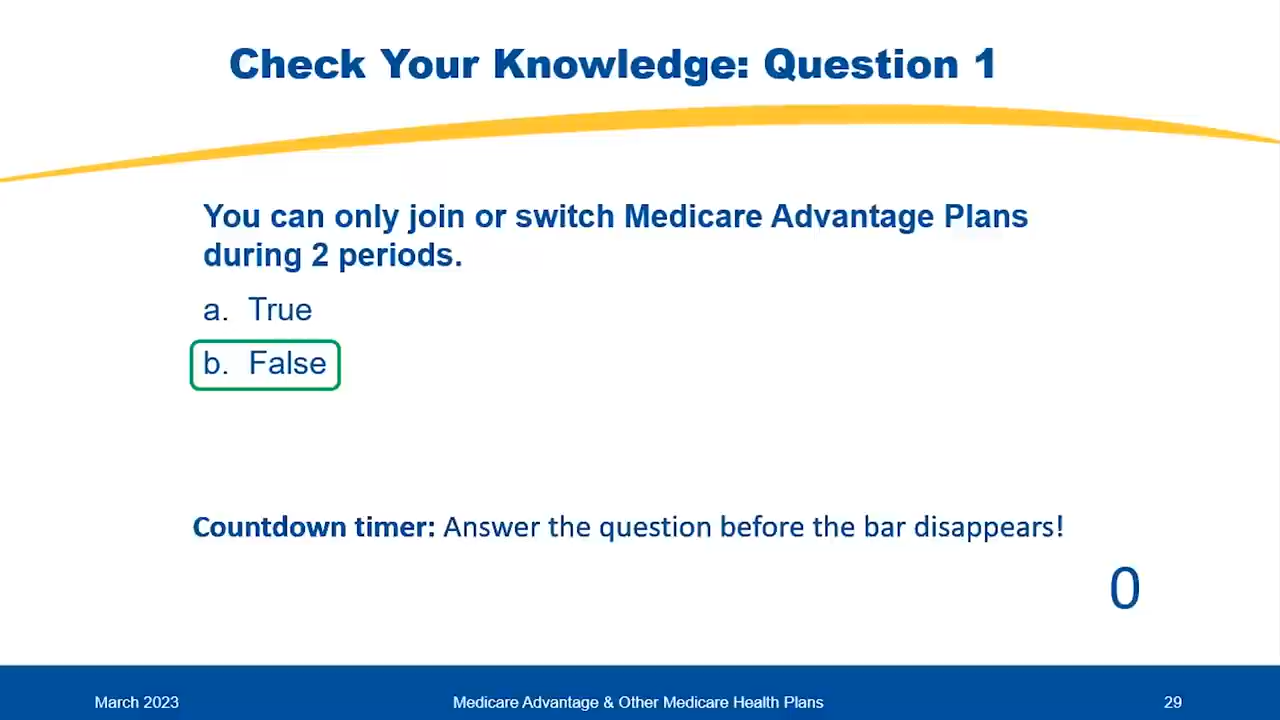 Check Your Knowledge: Question 1
You can only join or switch Medicare Advantage Plans
during 2 periods.
a. True
b. False
Countdown timer: Answer the question before the bar disappears!
0
March 2023
Medicare Advantage & Other Medicare Health Plans
29